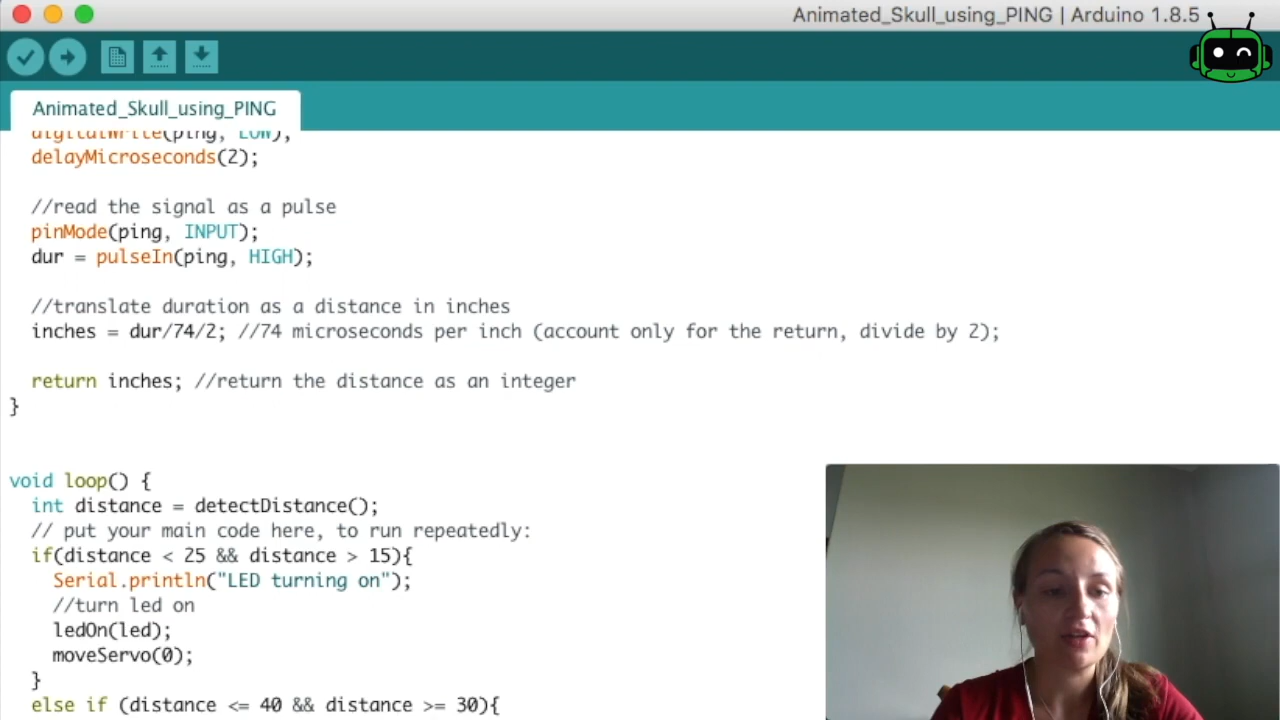 Animated_Skull_using_PING | Arduino 1.8.5
Animated_Skull_using_PING
digitalWrite(ping, LOW);
delayMicroseconds(2);
//read the signal as a pulse
pinMode(ping, INPUT);
dur = pulseIn(ping, HIGH);
//translate duration as a distance in inches
inches = dur/74/2; //74 microseconds per inch (account only for the return, divide by 2);
return inches; //return the distance as an integer
}
void loop() {
int distance = detectDistance();
// put your main code here, to run repeatedly:
if(distance < 25 && distance > 15){
Serial.println("LED turning on");
//turn led on
ledOn(led);
moveServo(0);
}
else if (distance <= 40 && distance >= 30){